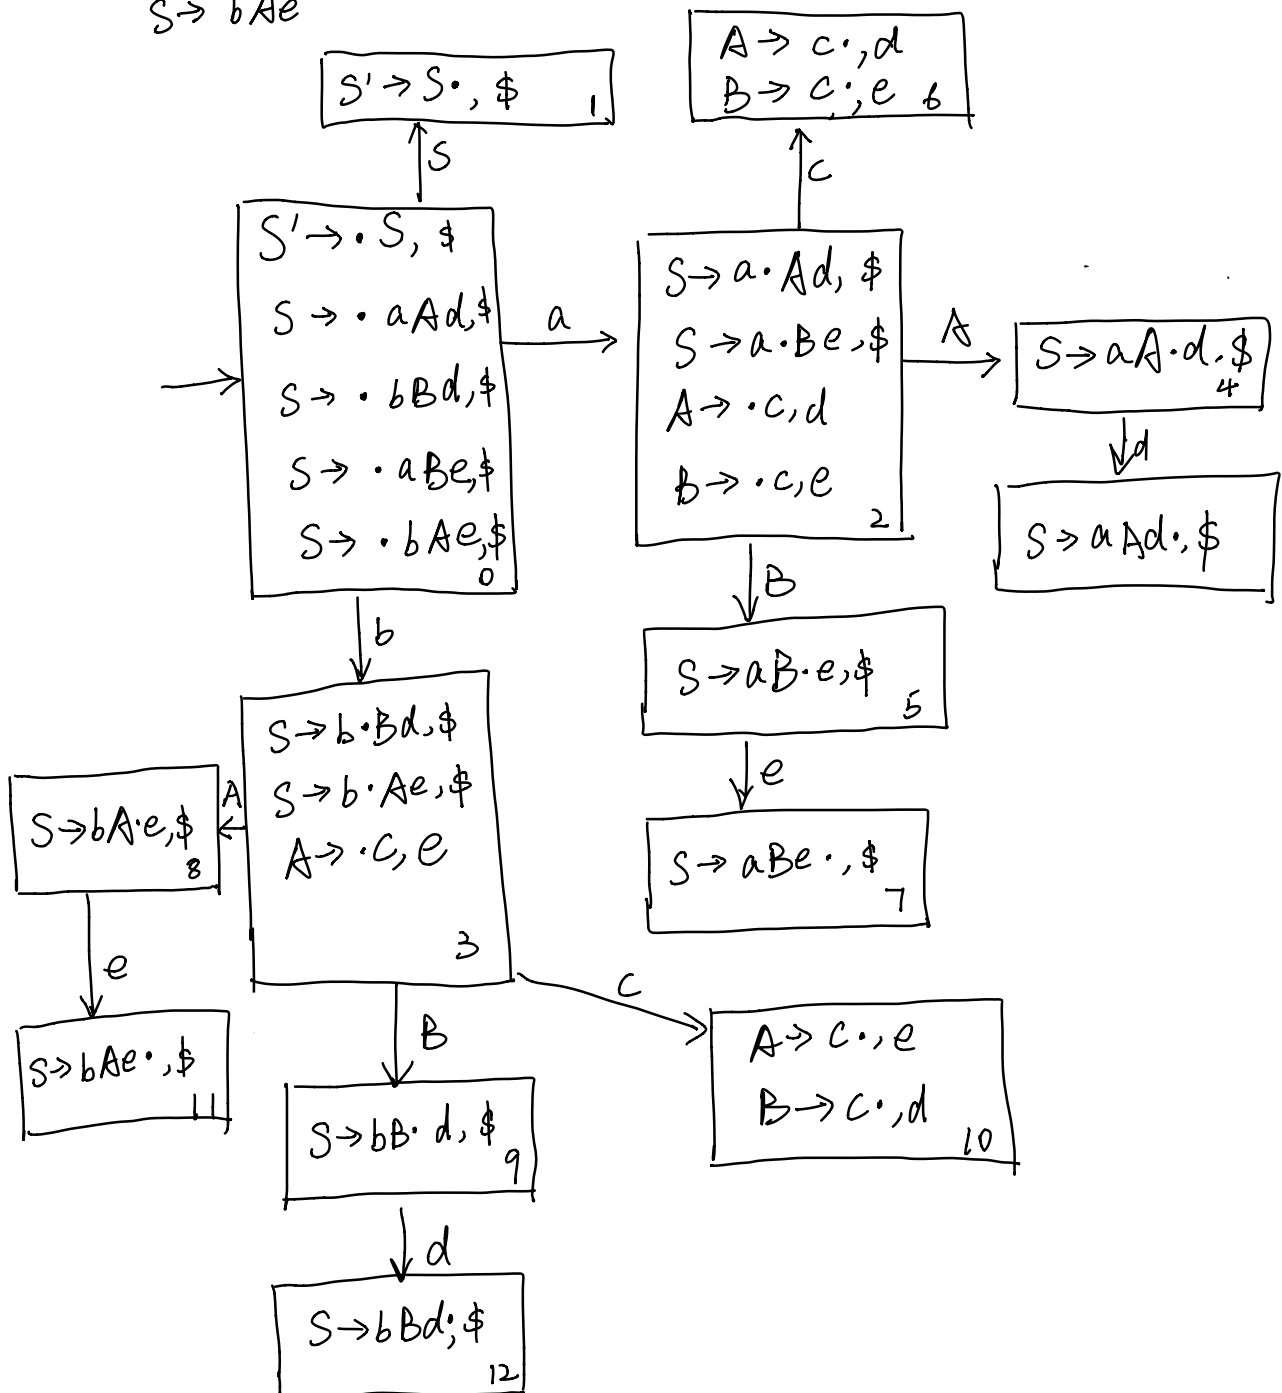 S → bAe
S' → S·, $
1
S
A → c·, d
B → c·, e
6
c
S' → · S, $
S → · aAd,$
S → · bBd,$
S → · aBe,$
S → · bAe,$
0
a
S → a·Ad, $
S → a·Be,$
A → ·c,d
B → ·c,e
2
A
S → aA·d.$
4
d
S → aAd·,$
B
S → aB·e,$
5
e
S → aBe·,$
7
b
S → b·Bd,$
S → b·Ae,$
A → ·c, e
3
A
S → bA·e,$
8
e
S → bAe·,$
11
B
S → bB·d, $
9
d
S → bBd·,$
12
c
A → c·, e
B → c·,d
10